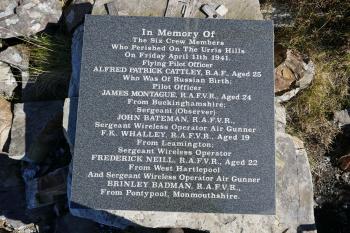 In Memory Of
The Six Crew Members
Who Perished On The Urris Hills
On Friday April 11th 1941.
Flying Pilot Officer
ALFRED PATRICK CATTLEY, R.A.F., Aged 25
Who Was Of Russian Birth;
Pilot Officer
JAMES MONTAGUE, R.A.F.V.R., Aged 24
From Buckinghamshire;
Sergeant (Observer)
JOHN BATEMAN, R.A.F.V.R.,
Sergeant Wireless Operator Air Gunner
F.K. WHALLEY, R.A.F.V.R., Aged 19
From Leamington;
Sergeant Wireless Operator
FREDERICK NEILL, R.A.F.V.R., Aged 22
From West Hartlepool
And Sergeant Wireless Operator Air Gunner
BRINLEY BADMAN, R.A.F.V.R.,
From Pontypool, Monmouthshire.